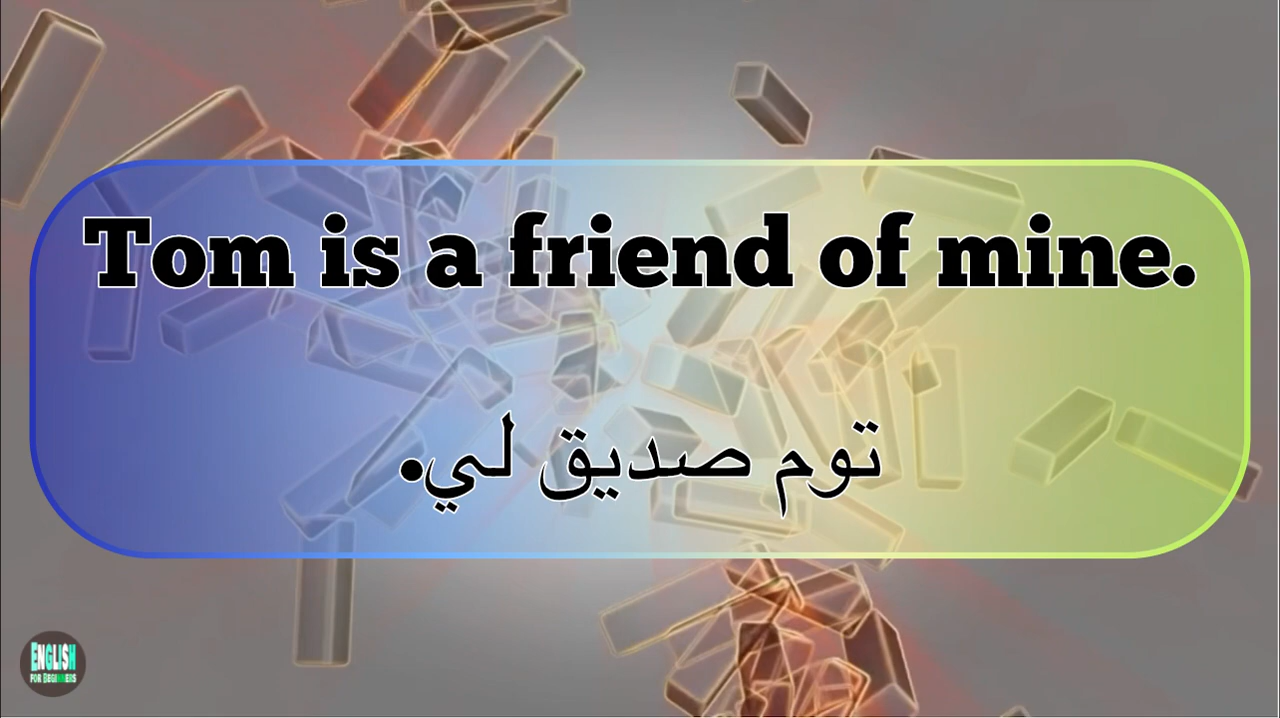 Tom is a friend of mine.
توم صديق لي.
ENGLISH
FOR BEGINNERS